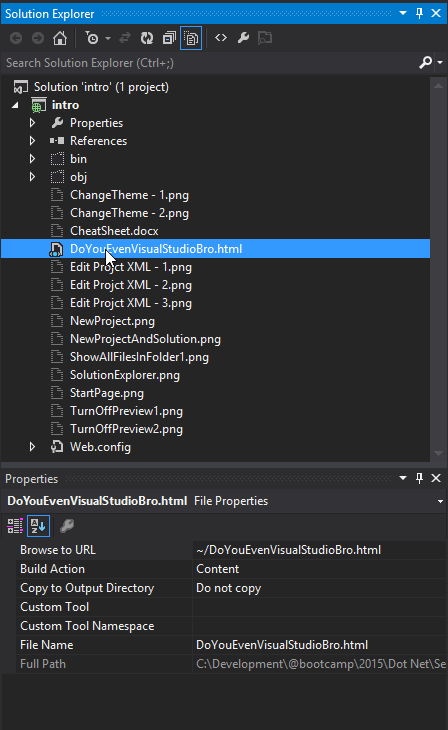 Solution Explorer
Search Solution Explorer (Ctrl+;)
Solution 'intro' (1 project)
intro
Properties
References
bin
obj
ChangeTheme - 1.png
ChangeTheme - 2.png
CheatSheet.docx
DoYouEvenVisualStudioBro.html
Edit Projct XML - 1.png
Edit Projct XML - 2.png
Edit Projct XML - 3.png
NewProject.png
NewProjectAndSolution.png
ShowAllFilesInFolder1.png
SolutionExplorer.png
StartPage.png
TurnOffPreview1.png
TurnOffPreview2.png
Web.config
Properties
DoYouEvenVisualStudioBro.html File Properties
Browse to URL ~/DoYouEvenVisualStudioBro.html
Build Action Content
Copy to Output Directory Do not copy
Custom Tool
Custom Tool Namespace
File Name DoYouEvenVisualStudioBro.html
Full Path C:\Development\@bootcamp\2015\Dot Net\Se